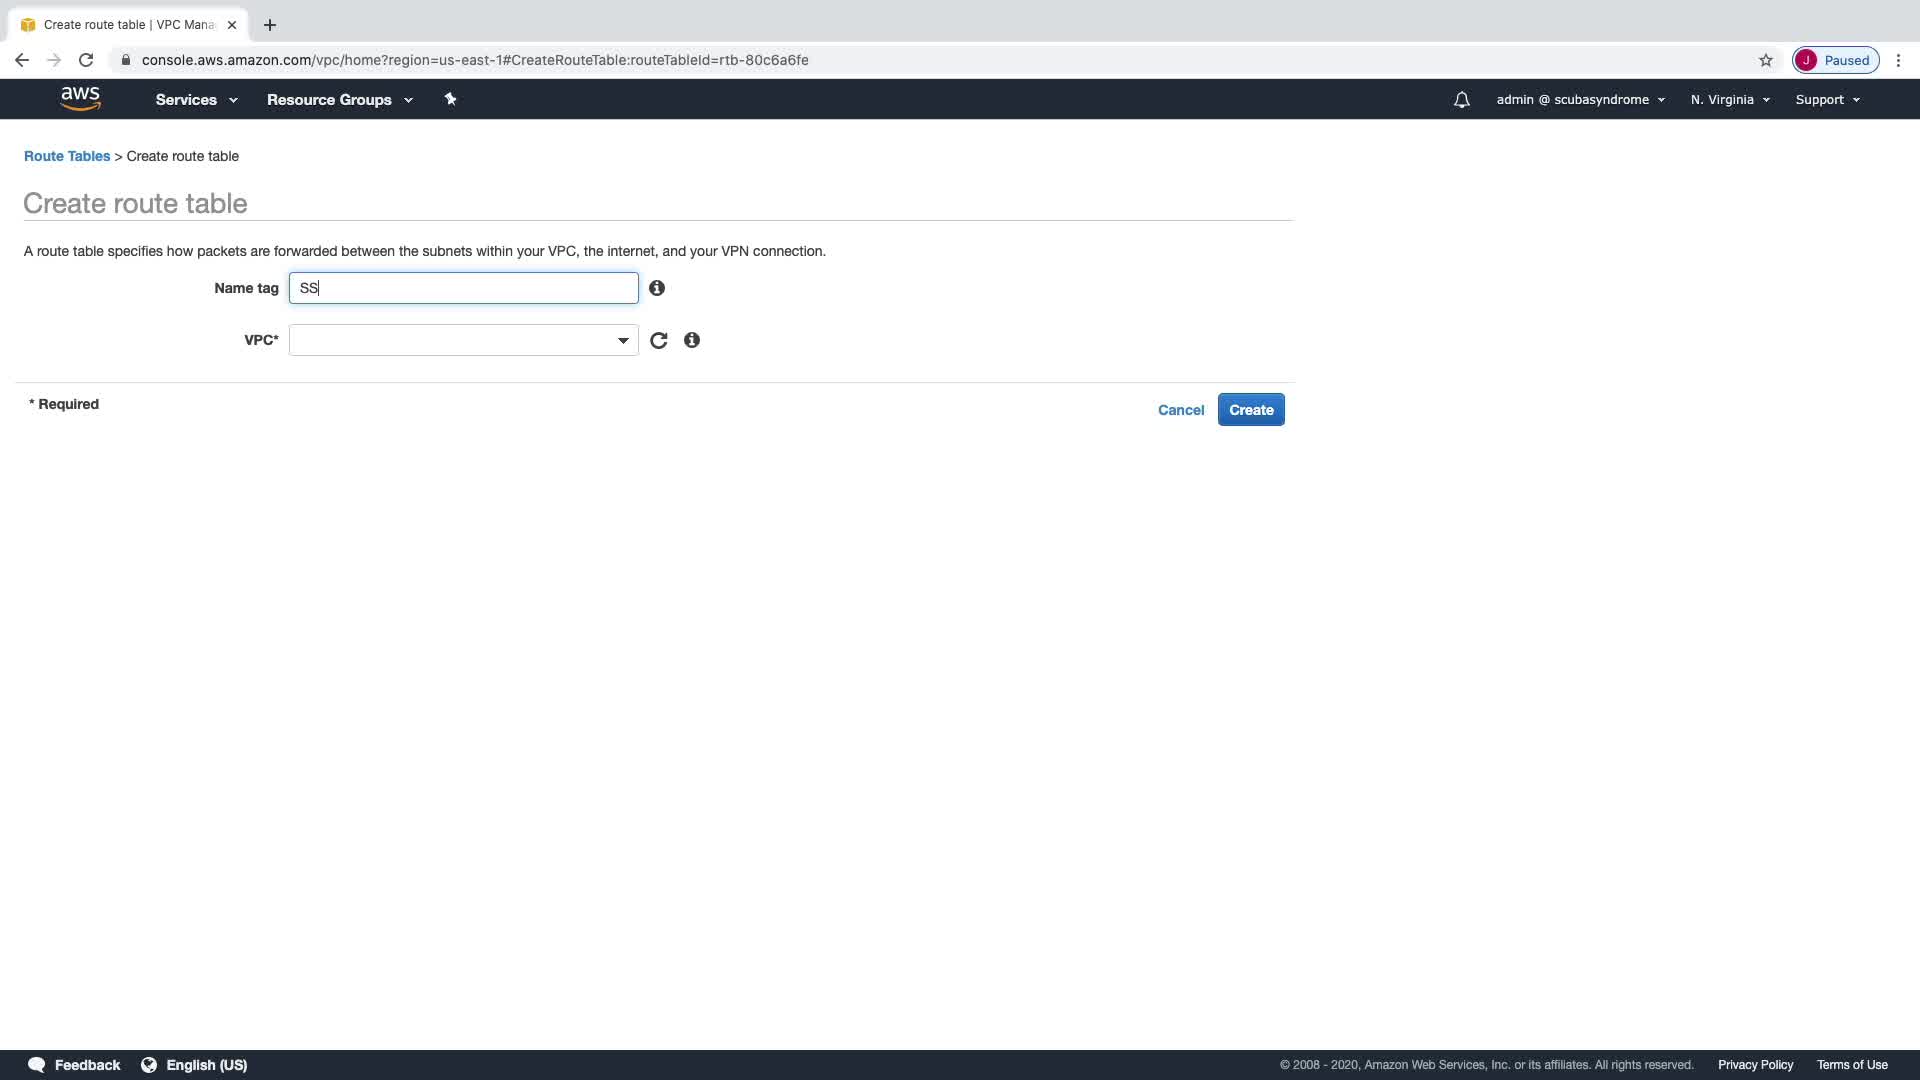 Create route table | VPC Mana
console.aws.amazon.com/vpc/home?region=us-east-1#CreateRouteTable:routeTableId=rtb-80c6a6fe
J Paused
aws Services Resource Groups admin @ scubasyndrome N. Virginia Support
Route Tables > Create route table
Create route table
A route table specifies how packets are forwarded between the subnets within your VPC, the internet, and your VPN connection.
Name tag SS
VPC*
* Required
Cancel Create
Feedback English (US) © 2008 - 2020, Amazon Web Services, Inc. or its affiliates. All rights reserved. Privacy Policy Terms of Use